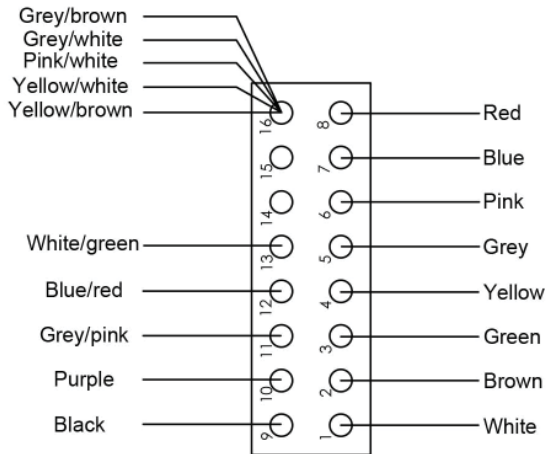 Grey/brown
Grey/white
Pink/white
Yellow/white
Yellow/brown
16
8
Red
15
7
Blue
14
6
Pink
White/green
13
5
Grey
Blue/red
12
4
Yellow
Grey/pink
11
3
Green
Purple
10
2
Brown
Black
9
1
White